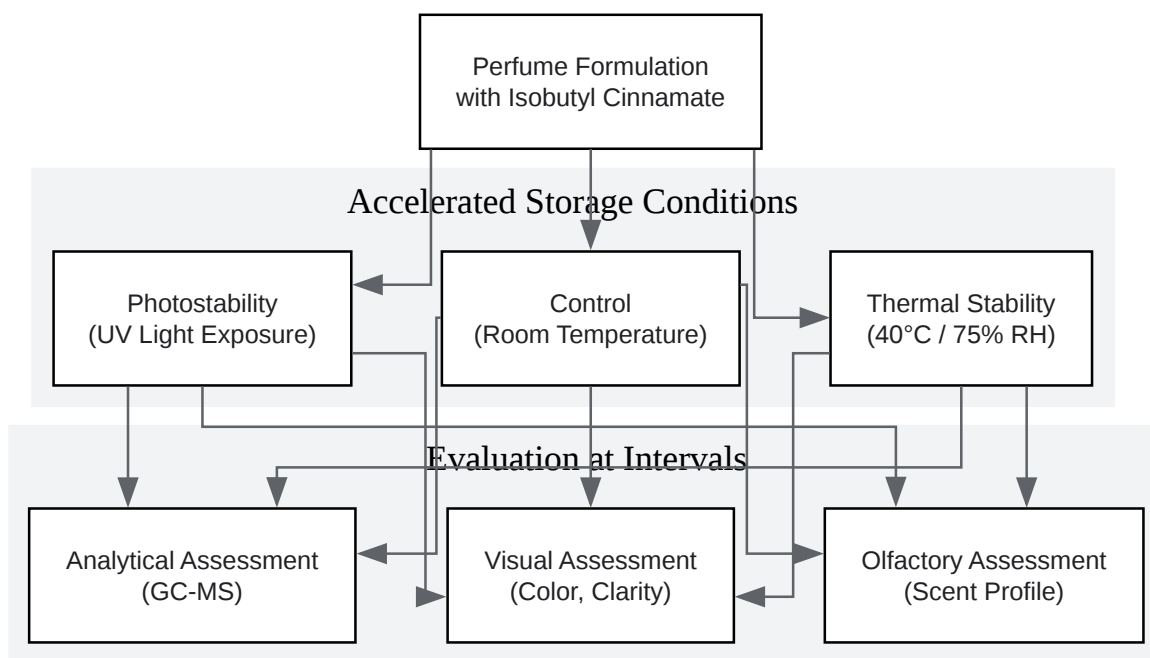 Perfume Formulation
with Isobutyl Cinnamate
Accelerated Storage Conditions
Photostability
(UV Light Exposure)
Control
(Room Temperature)
Thermal Stability
(40°C / 75% RH)
Evaluation at Intervals
Analytical Assessment
(GC-MS)
Visual Assessment
(Color, Clarity)
Olfactory Assessment
(Scent Profile)